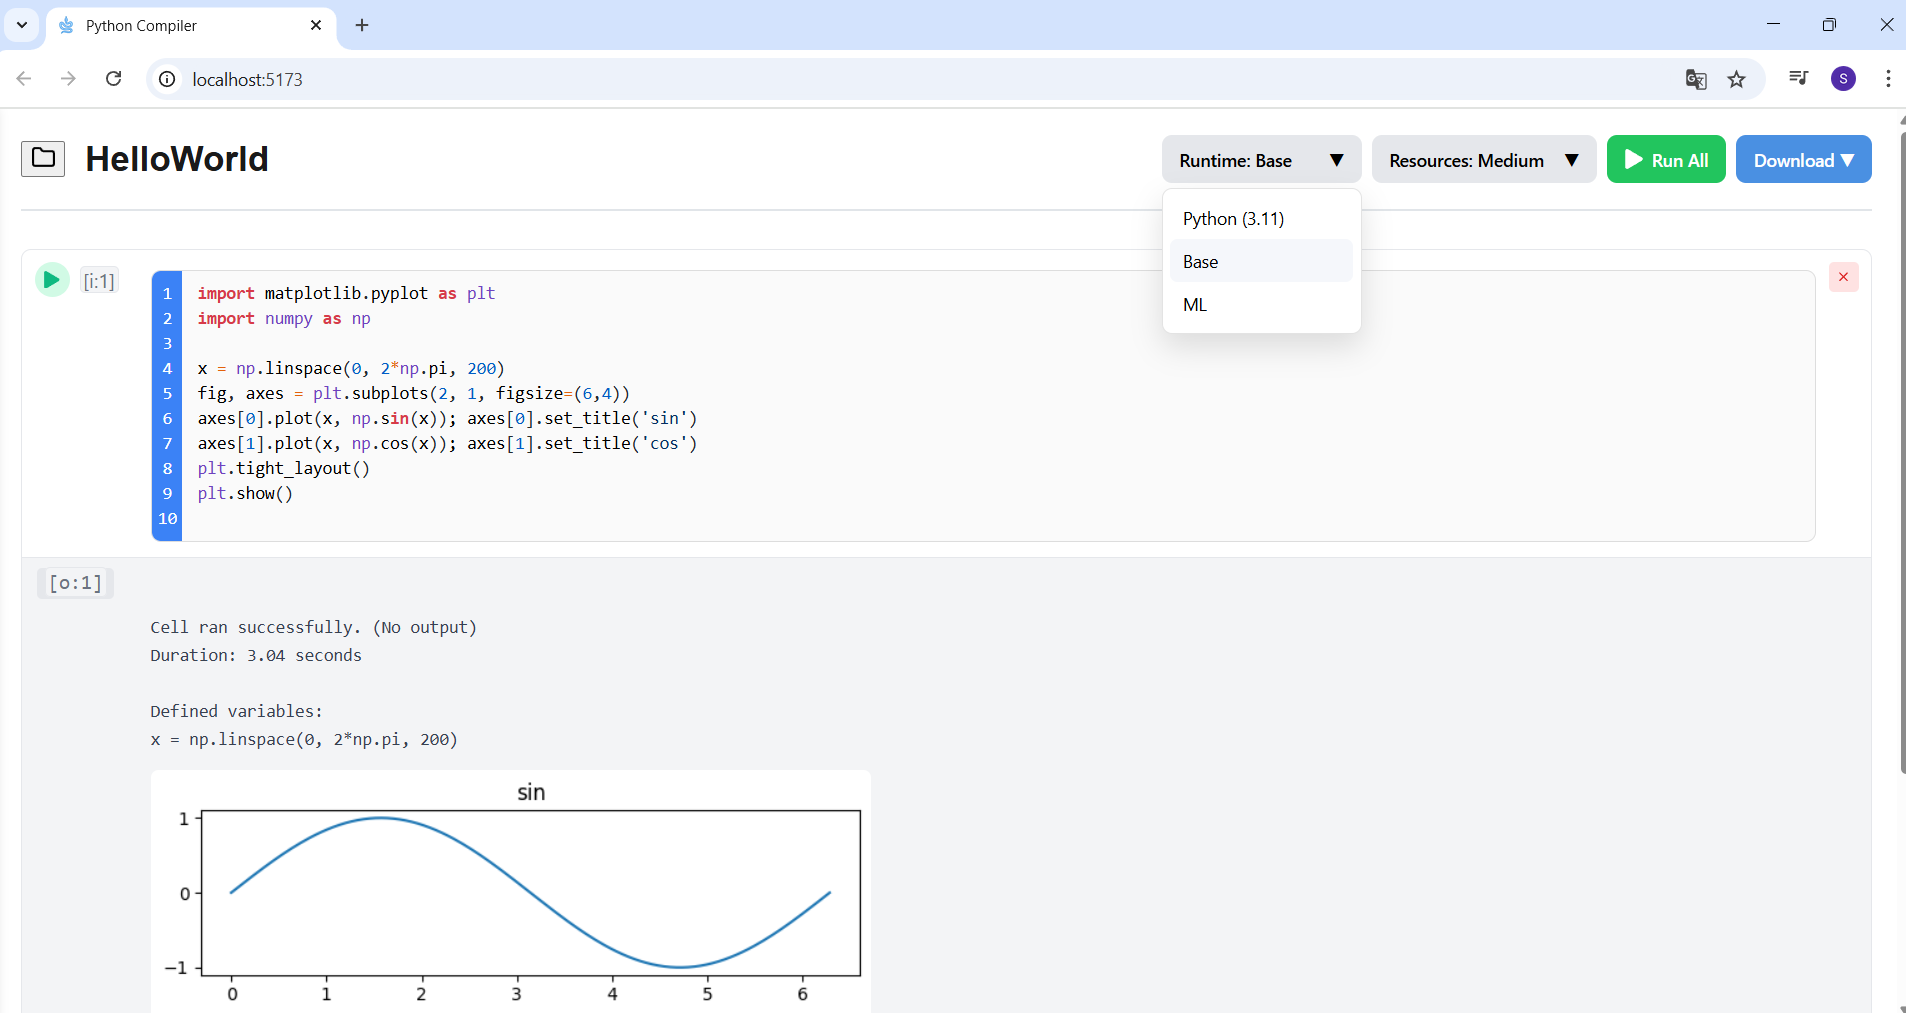 Python Compiler
localhost:5173
S
HelloWorld
Runtime: Base ▼
Resources: Medium ▼
Run All
Download ▼
Python (3.11)
Base
ML
[i:1]
1 import matplotlib.pyplot as plt
2 import numpy as np
3
4 x = np.linspace(0, 2*np.pi, 200)
5 fig, axes = plt.subplots(2, 1, figsize=(6,4))
6 axes[0].plot(x, np.sin(x)); axes[0].set_title('sin')
7 axes[1].plot(x, np.cos(x)); axes[1].set_title('cos')
8 plt.tight_layout()
9 plt.show()
10
[o:1]
Cell ran successfully. (No output)
Duration: 3.04 seconds
Defined variables:
x = np.linspace(0, 2*np.pi, 200)
sin
1
0
−1
0 1 2 3 4 5 6